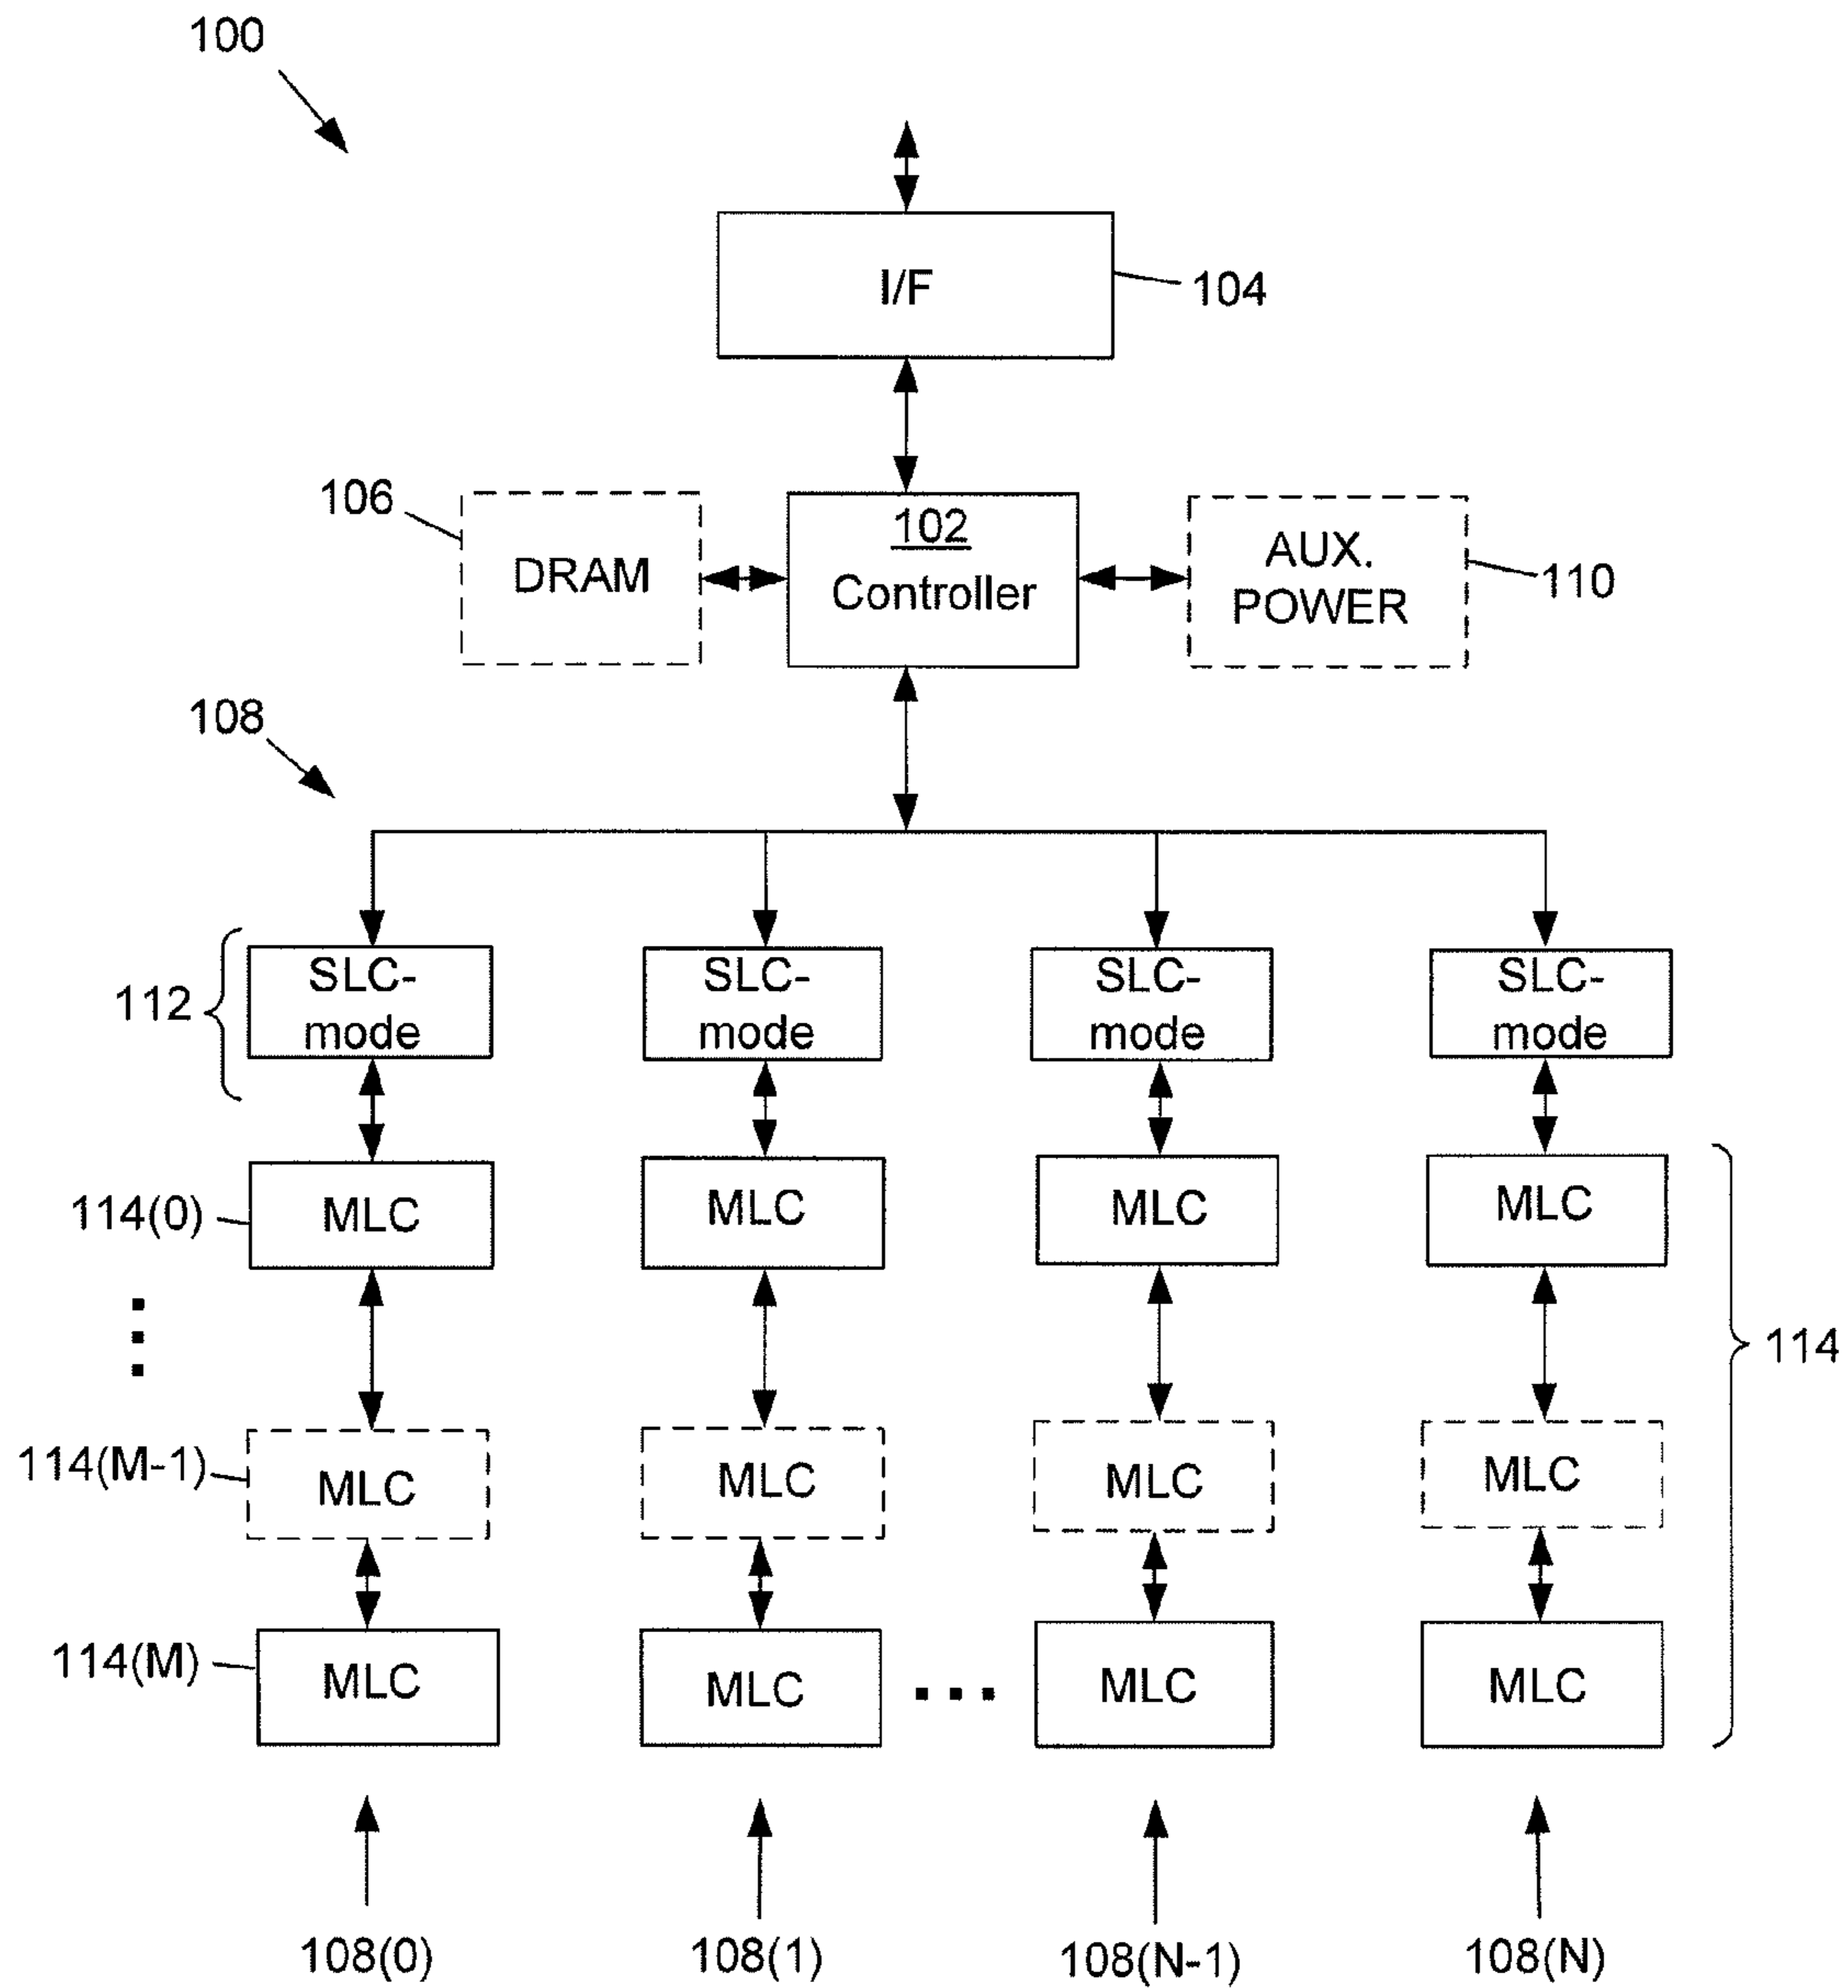 100
I/F
104
106
DRAM
102
Controller
AUX.
POWER
110
108
112
SLC-
mode
SLC-
mode
SLC-
mode
SLC-
mode
114(0)
MLC
MLC
MLC
MLC
114
114(M-1)
MLC
MLC
MLC
MLC
114(M)
MLC
MLC
MLC
MLC
108(0)
108(1)
108(N-1)
108(N)